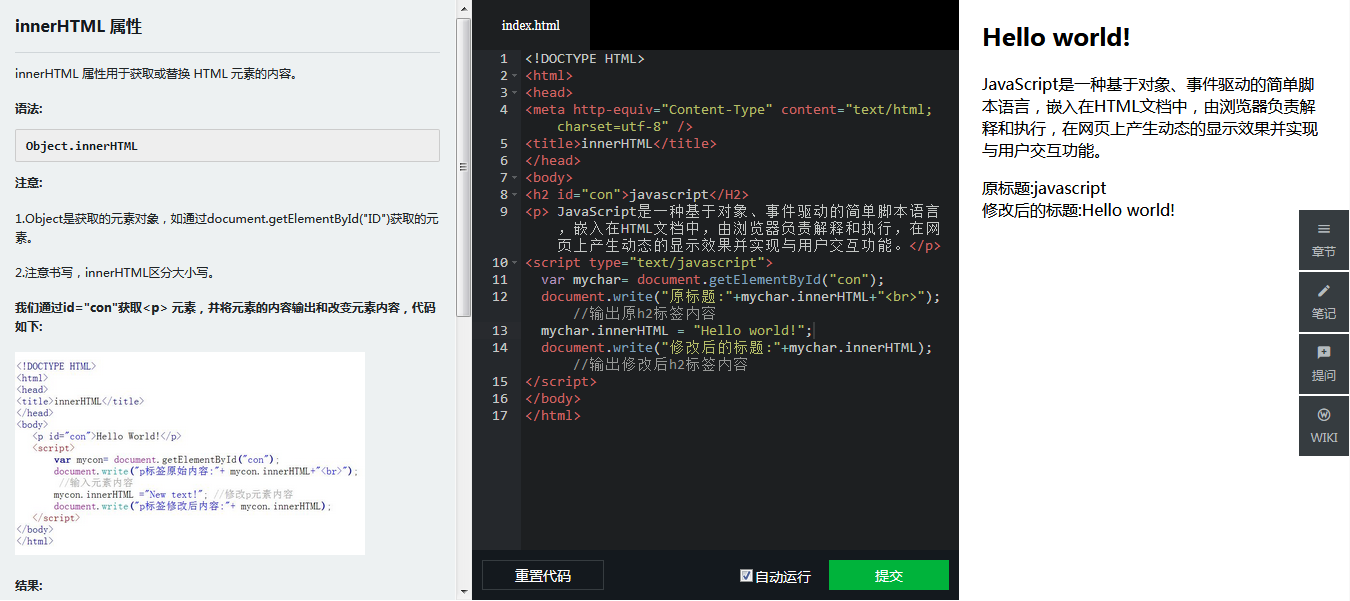 innerHTML 属性
innerHTML 属性用于获取或替换 HTML 元素的内容。
语法:
Object.innerHTML
注意:
1.Object是获取的元素对象，如通过document.getElementById("ID")获取的元
素。
2.注意书写，innerHTML区分大小写。
我们通过id="con"获取<p> 元素，并将元素的内容输出和改变元素内容，代码
如下:
<!DOCTYPE HTML>
<html>
<head>
<title>innerHTML</title>
</head>
<body>
<p id="con">Hello World!</p>
<script>
var mycon= document.getElementById("con");
document.write("p标签原始内容:"+ mycon.innerHTML+"<br>");
//输入元素内容
mycon.innerHTML ="New text!"; //修改p元素内容
document.write("p标签修改后内容:"+ mycon.innerHTML);
</script>
</body>
</html>
结果:
index.html
1 <!DOCTYPE HTML>
2 <html>
3 <head>
4 <meta http-equiv="Content-Type" content="text/html;
charset=utf-8" />
5 <title>innerHTML</title>
6 </head>
7 <body>
8 <h2 id="con">javascript</H2>
9 <p> JavaScript是一种基于对象、事件驱动的简单脚本语言
，嵌入在HTML文档中，由浏览器负责解释和执行，在网
页上产生动态的显示效果并实现与用户交互功能。</p>
10 <script type="text/javascript">
11 var mychar= document.getElementById("con");
12 document.write("原标题:"+mychar.innerHTML+"<br>");
//输出原h2标签内容
13 mychar.innerHTML = "Hello world!";
14 document.write("修改后的标题:"+mychar.innerHTML);
//输出修改后h2标签内容
15 </script>
16 </body>
17 </html>
重置代码
自动运行
提交
Hello world!
JavaScript是一种基于对象、事件驱动的简单脚
本语言，嵌入在HTML文档中，由浏览器负责解
释和执行，在网页上产生动态的显示效果并实现
与用户交互功能。
原标题:javascript
修改后的标题:Hello world!
章节
笔记
提问
WIKI